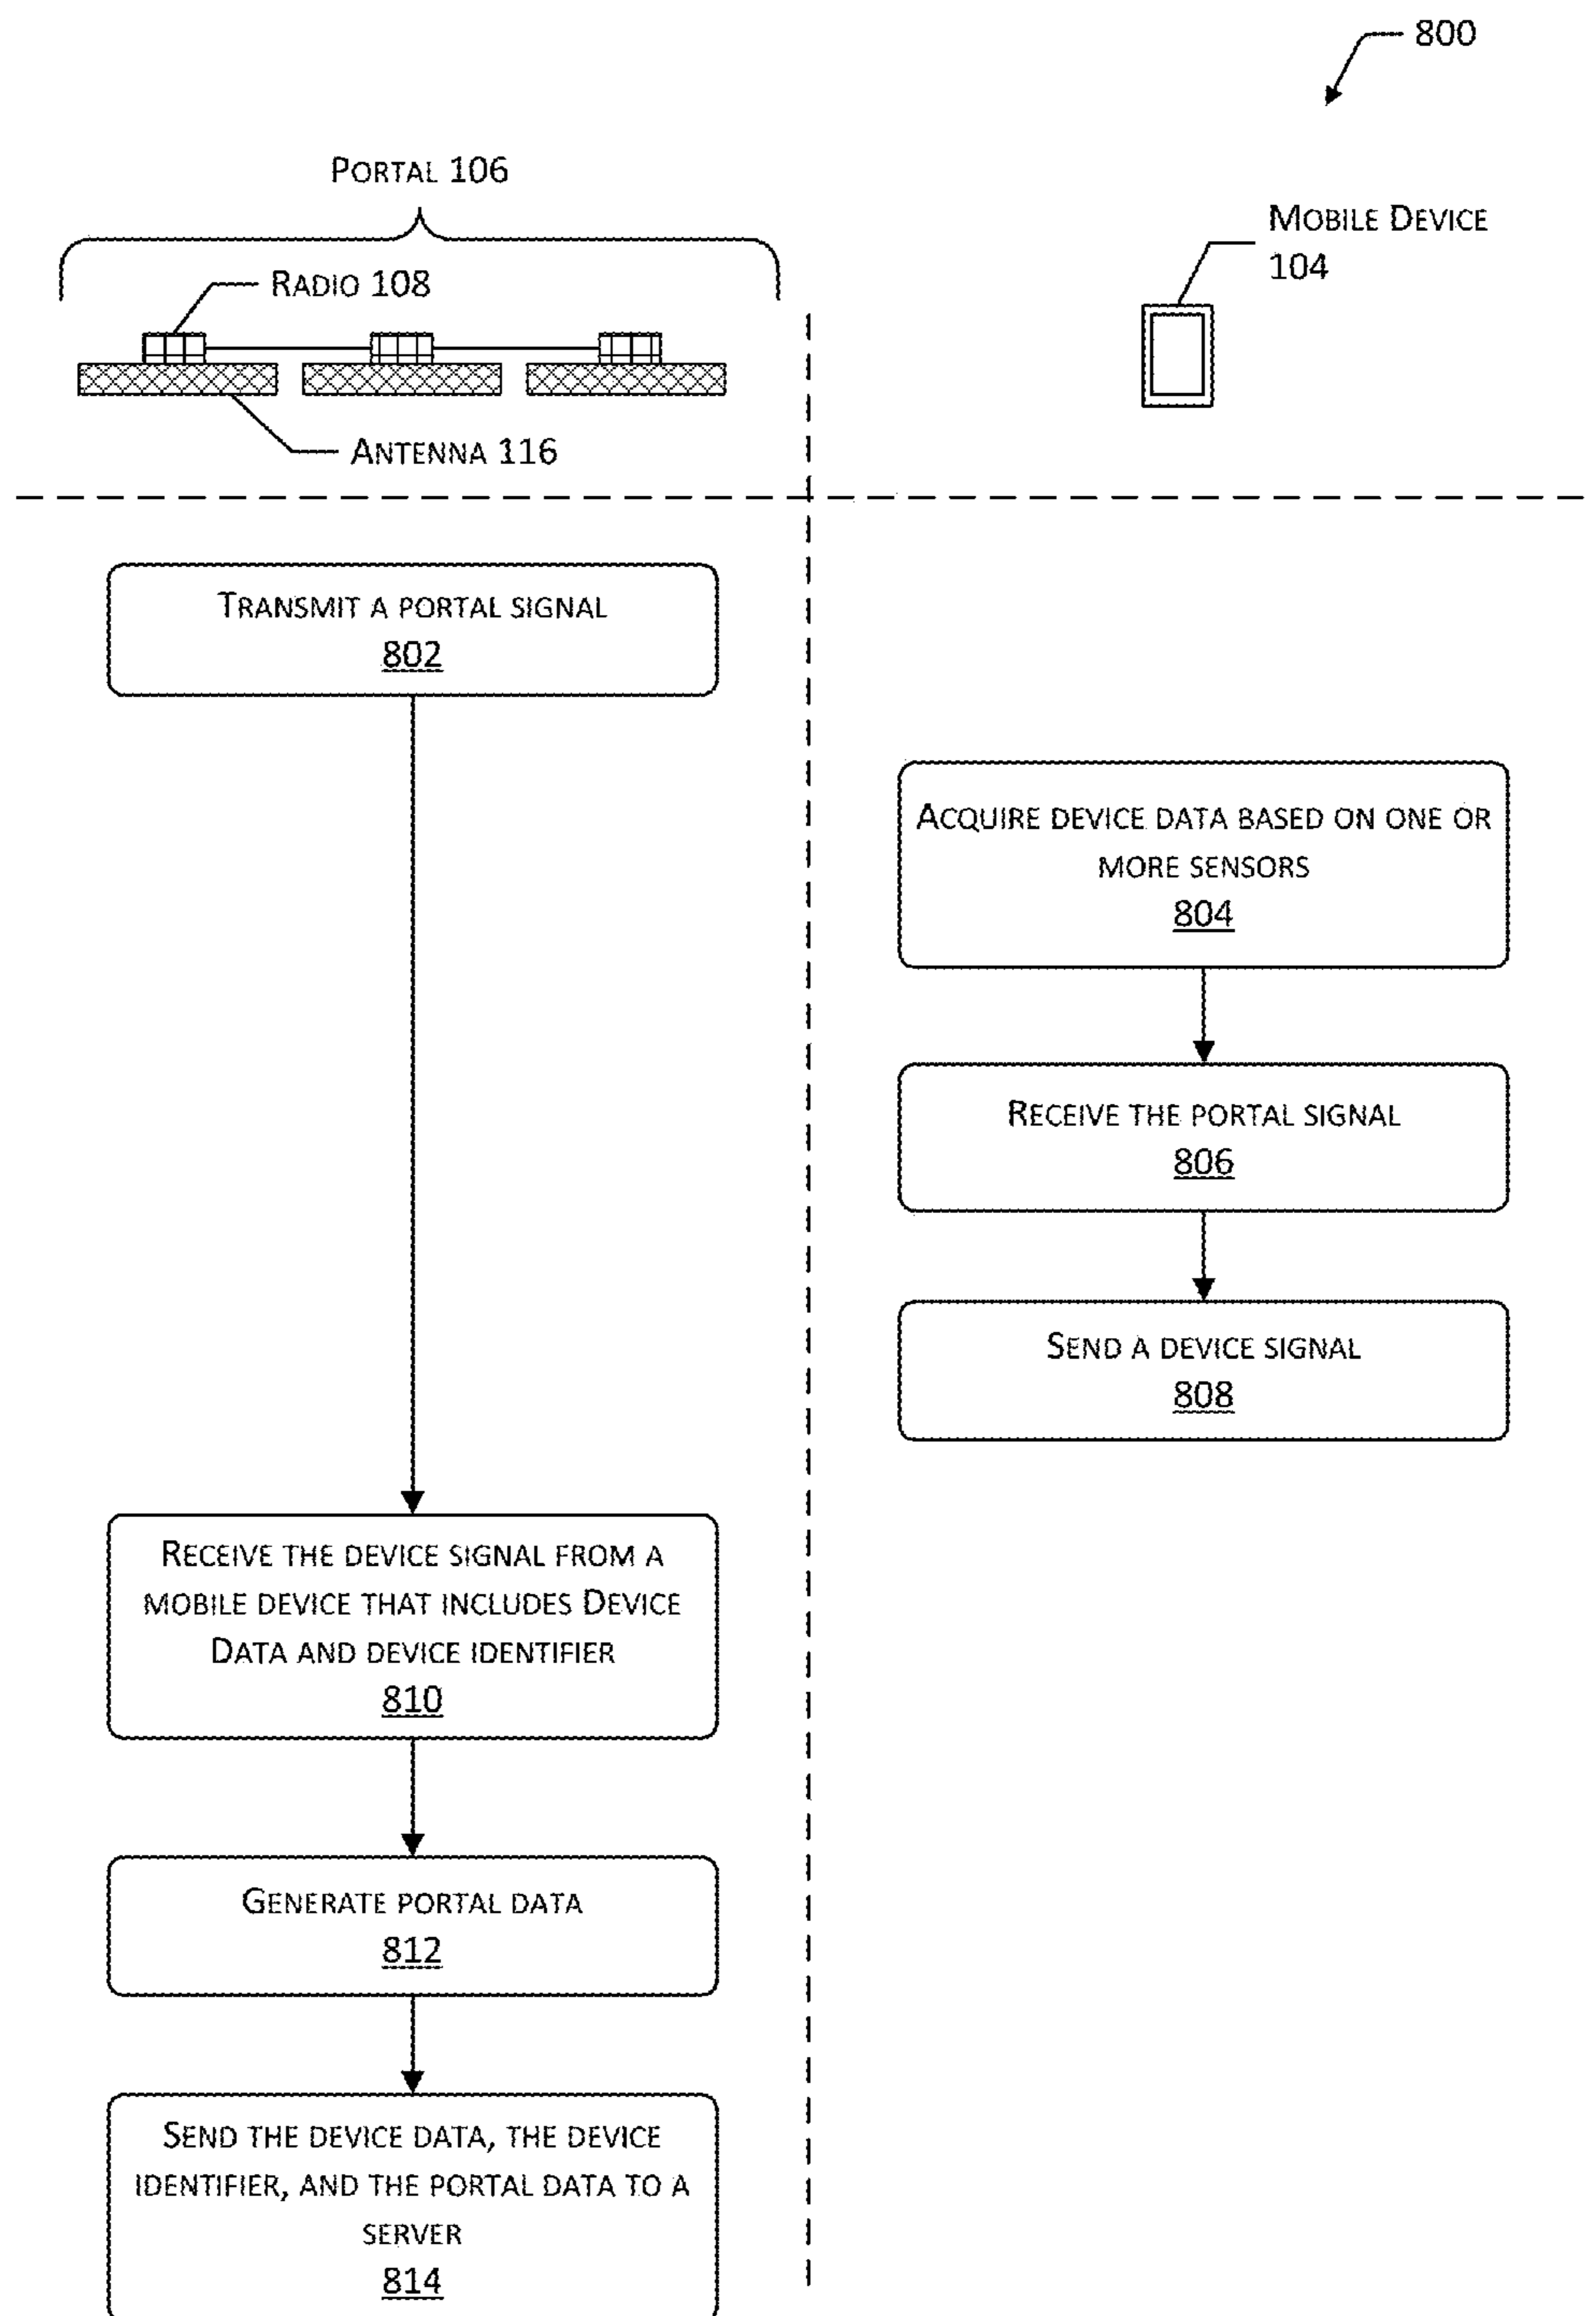 800
PORTAL 106
MOBILE DEVICE
104
RADIO 108
ANTENNA 116
TRANSMIT A PORTAL SIGNAL
802
ACQUIRE DEVICE DATA BASED ON ONE OR
MORE SENSORS
804
RECEIVE THE PORTAL SIGNAL
806
SEND A DEVICE SIGNAL
808
RECEIVE THE DEVICE SIGNAL FROM A
MOBILE DEVICE THAT INCLUDES DEVICE
DATA AND DEVICE IDENTIFIER
810
GENERATE PORTAL DATA
812
SEND THE DEVICE DATA, THE DEVICE
IDENTIFIER, AND THE PORTAL DATA TO A
SERVER
814